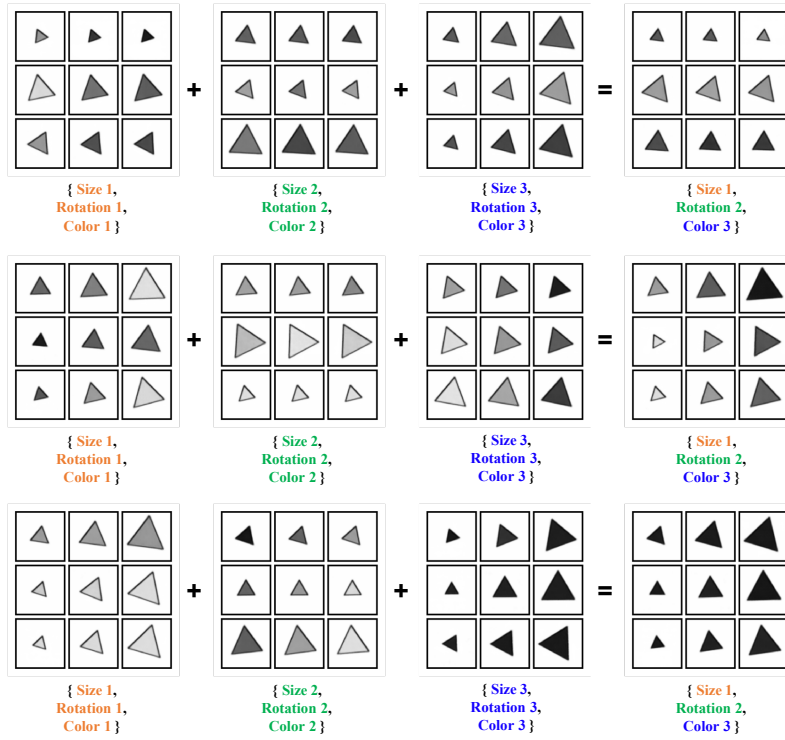 + + =
{ Size 1, { Size 2, { Size 3, { Size 1,
Rotation 1, Rotation 2, Rotation 3, Rotation 2,
Color 1 } Color 2 } Color 3 } Color 3 }
+ + =
{ Size 1, { Size 2, { Size 3, { Size 1,
Rotation 1, Rotation 2, Rotation 3, Rotation 2,
Color 1 } Color 2 } Color 3 } Color 3 }
+ + =
{ Size 1, { Size 2, { Size 3, { Size 1,
Rotation 1, Rotation 2, Rotation 3, Rotation 2,
Color 1 } Color 2 } Color 3 } Color 3 }